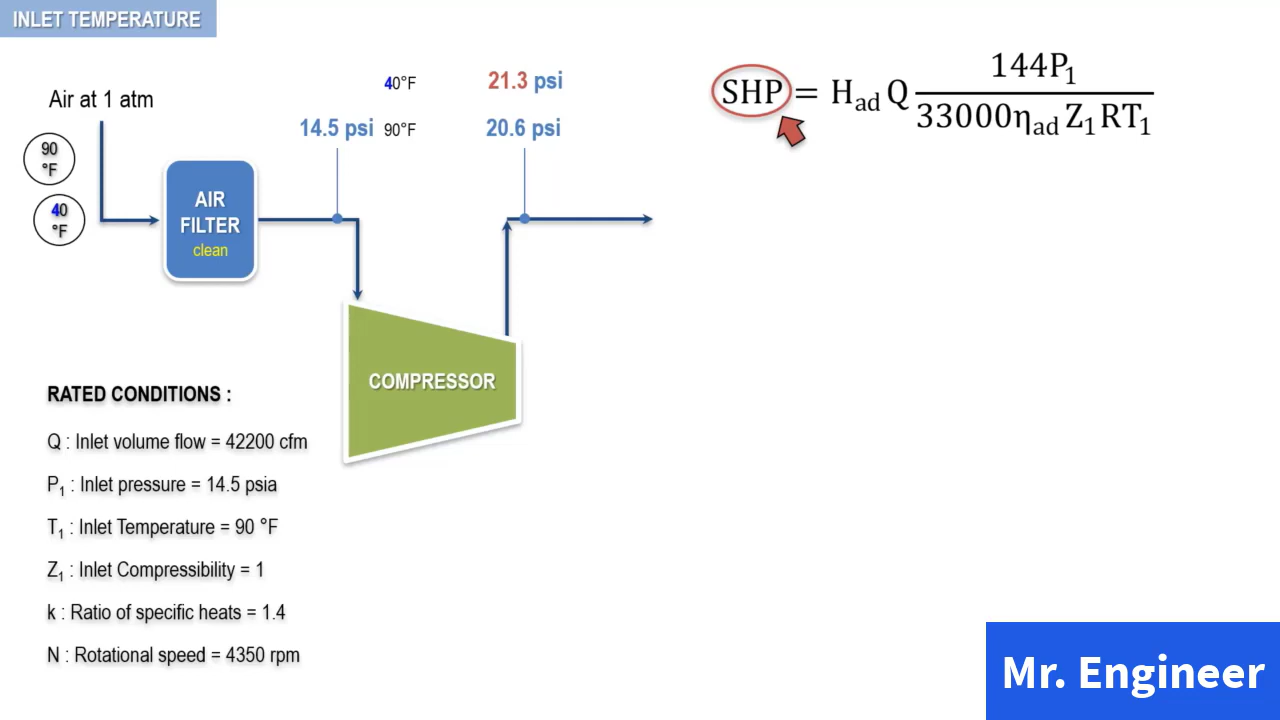 INLET TEMPERATURE
Air at 1 atm
90
°F
40
°F
AIR
FILTER
clean
40°F
14.5 psi 90°F
21.3 psi
20.6 psi
COMPRESSOR
SHP = H_ad Q 144P₁ / 33000η_ad Z₁RT₁
RATED CONDITIONS :
Q : Inlet volume flow = 42200 cfm
P₁ : Inlet pressure = 14.5 psia
T₁ : Inlet Temperature = 90 °F
Z₁ : Inlet Compressibility = 1
k : Ratio of specific heats = 1.4
N : Rotational speed = 4350 rpm
Mr. Engineer